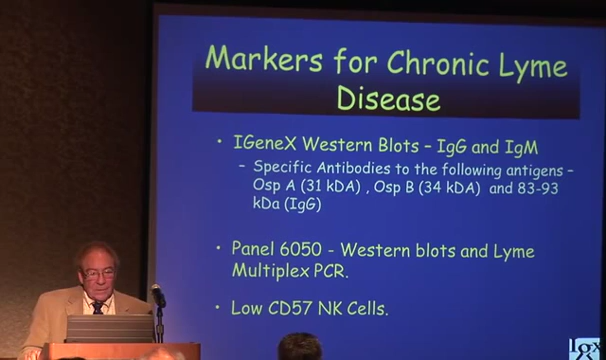 Markers for Chronic Lyme
Disease
• IGeneX Western Blots – IgG and IgM
– Specific Antibodies to the following antigens –
Osp A (31 kDA) , Osp B (34 kDA) and 83-93
kDa (IgG)
• Panel 6050 - Western blots and Lyme
Multiplex PCR.
• Low CD57 NK Cells.
Igx